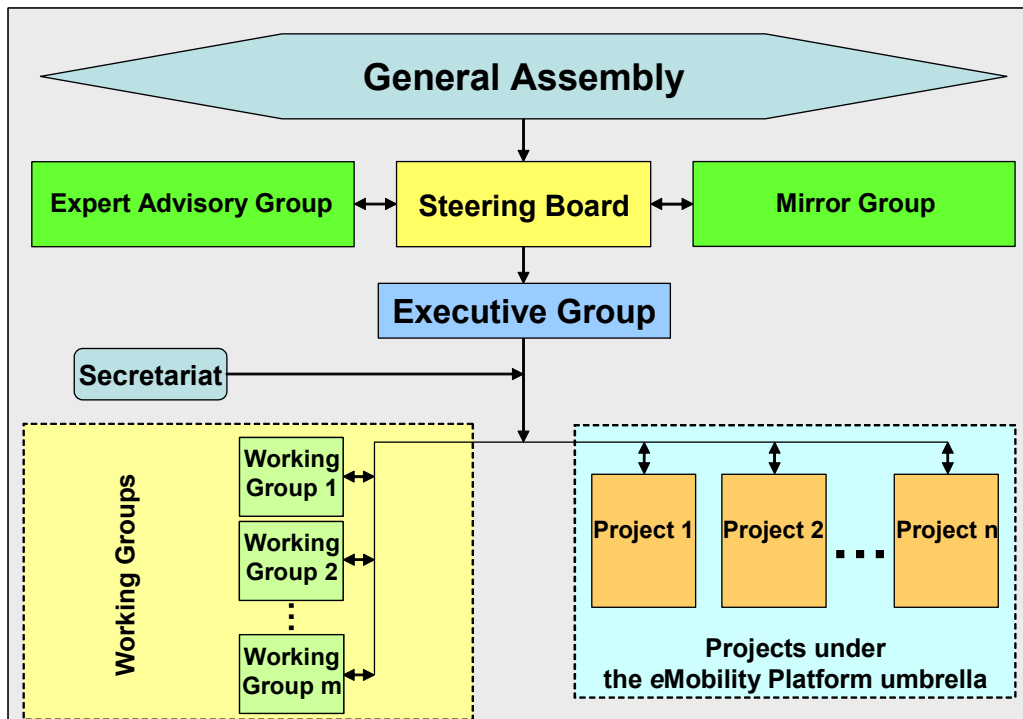 General Assembly
Expert Advisory Group
Steering Board
Mirror Group
Executive Group
Secretariat
Working Groups
Working
Group 1
Working
Group 2
Working
Group m
Project 1
Project 2
Project n
Projects under
the eMobility Platform umbrella